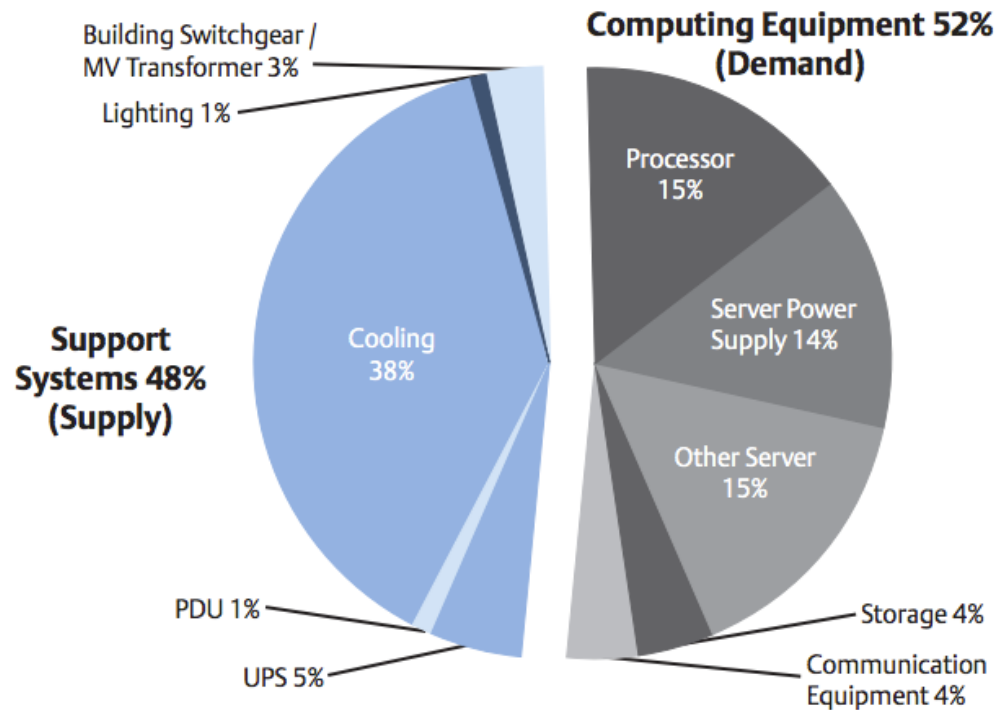 Computing Equipment 52%
(Demand)
Building Switchgear /
MV Transformer 3%
Lighting 1%
Processor
15%
Server Power
Supply 14%
Cooling
38%
Support
Systems 48%
(Supply)
Other Server
15%
PDU 1%
UPS 5%
Storage 4%
Communication
Equipment 4%